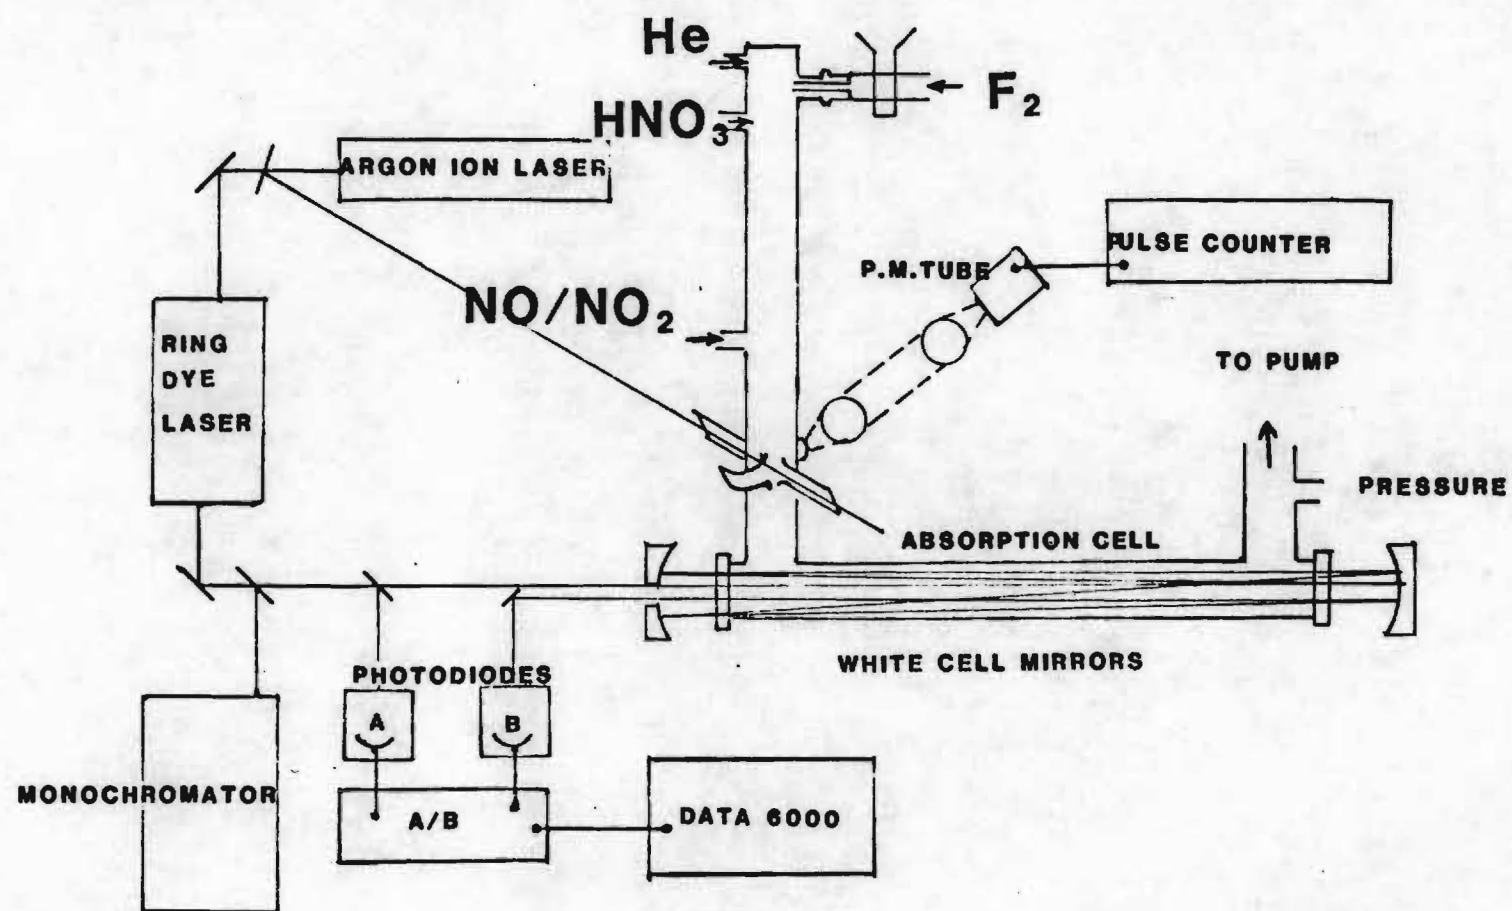 He
F₂
HNO₃
ARGON ION LASER
PULSE COUNTER
P.M.TUBE
NO/NO₂
RING
DYE
LASER
TO PUMP
PRESSURE
ABSORPTION CELL
WHITE CELL MIRRORS
PHOTODIODES
A
B
MONOCHROMATOR
A/B
DATA 6000